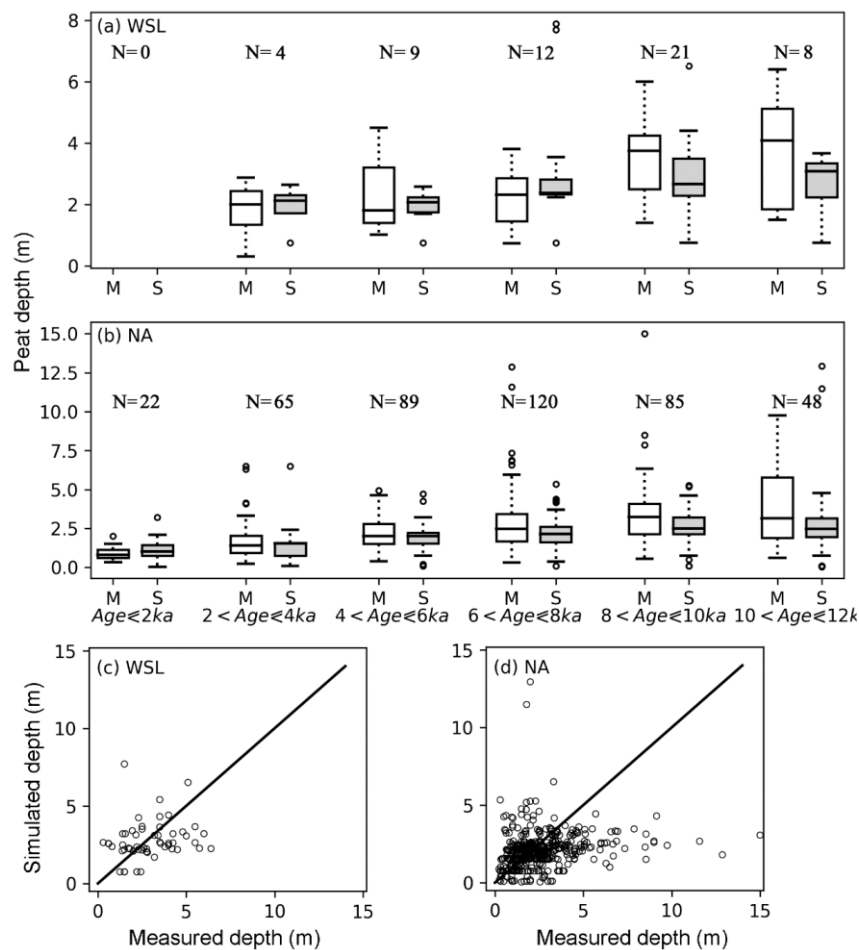 (a) WSL
N=0 N=4 N=9 N=12 N=21 N=8
8
6
4
2
0
M S M S M S M S M S M S
Peat depth (m)
(b) NA
N=22 N=65 N=89 N=120 N=85 N=48
15.0
12.5
10.0
7.5
5.0
2.5
0.0
M S M S M S M S M S M S
Age⩽2ka 2 < Age⩽4ka 4 < Age⩽6ka 6 < Age⩽8ka 8 < Age⩽10ka 10 < Age⩽12k
(c) WSL
15
10
5
0
Simulated depth (m)
0 5 10 15
Measured depth (m)
(d) NA
15
10
5
0
0 5 10 15
Measured depth (m)